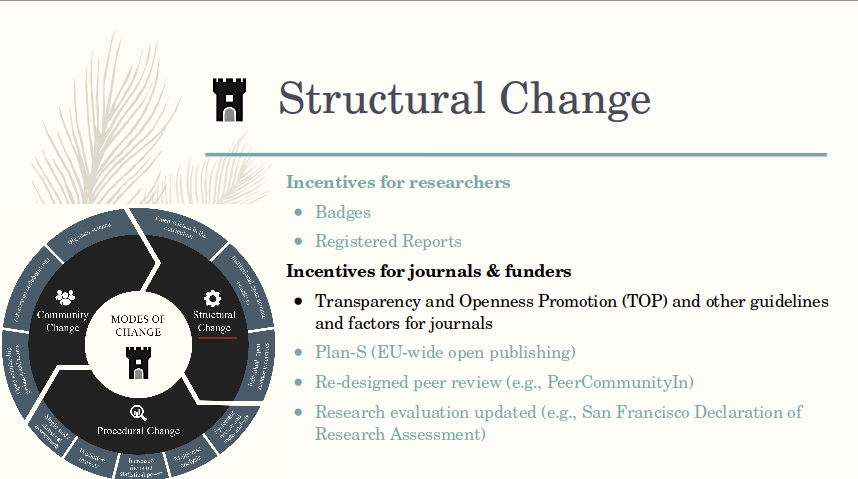 Structural Change
Incentives for researchers
• Badges
• Registered Reports
Incentives for journals & funders
• Transparency and Openness Promotion (TOP) and other guidelines
and factors for journals
• Plan-S (EU-wide open publishing)
• Re-designed peer review (e.g., PeerCommunityIn)
• Research evaluation updated (e.g., San Francisco Declaration of
Research Assessment)
MODES OF
CHANGE
Community
Change
Structural
Change
Procedural Change